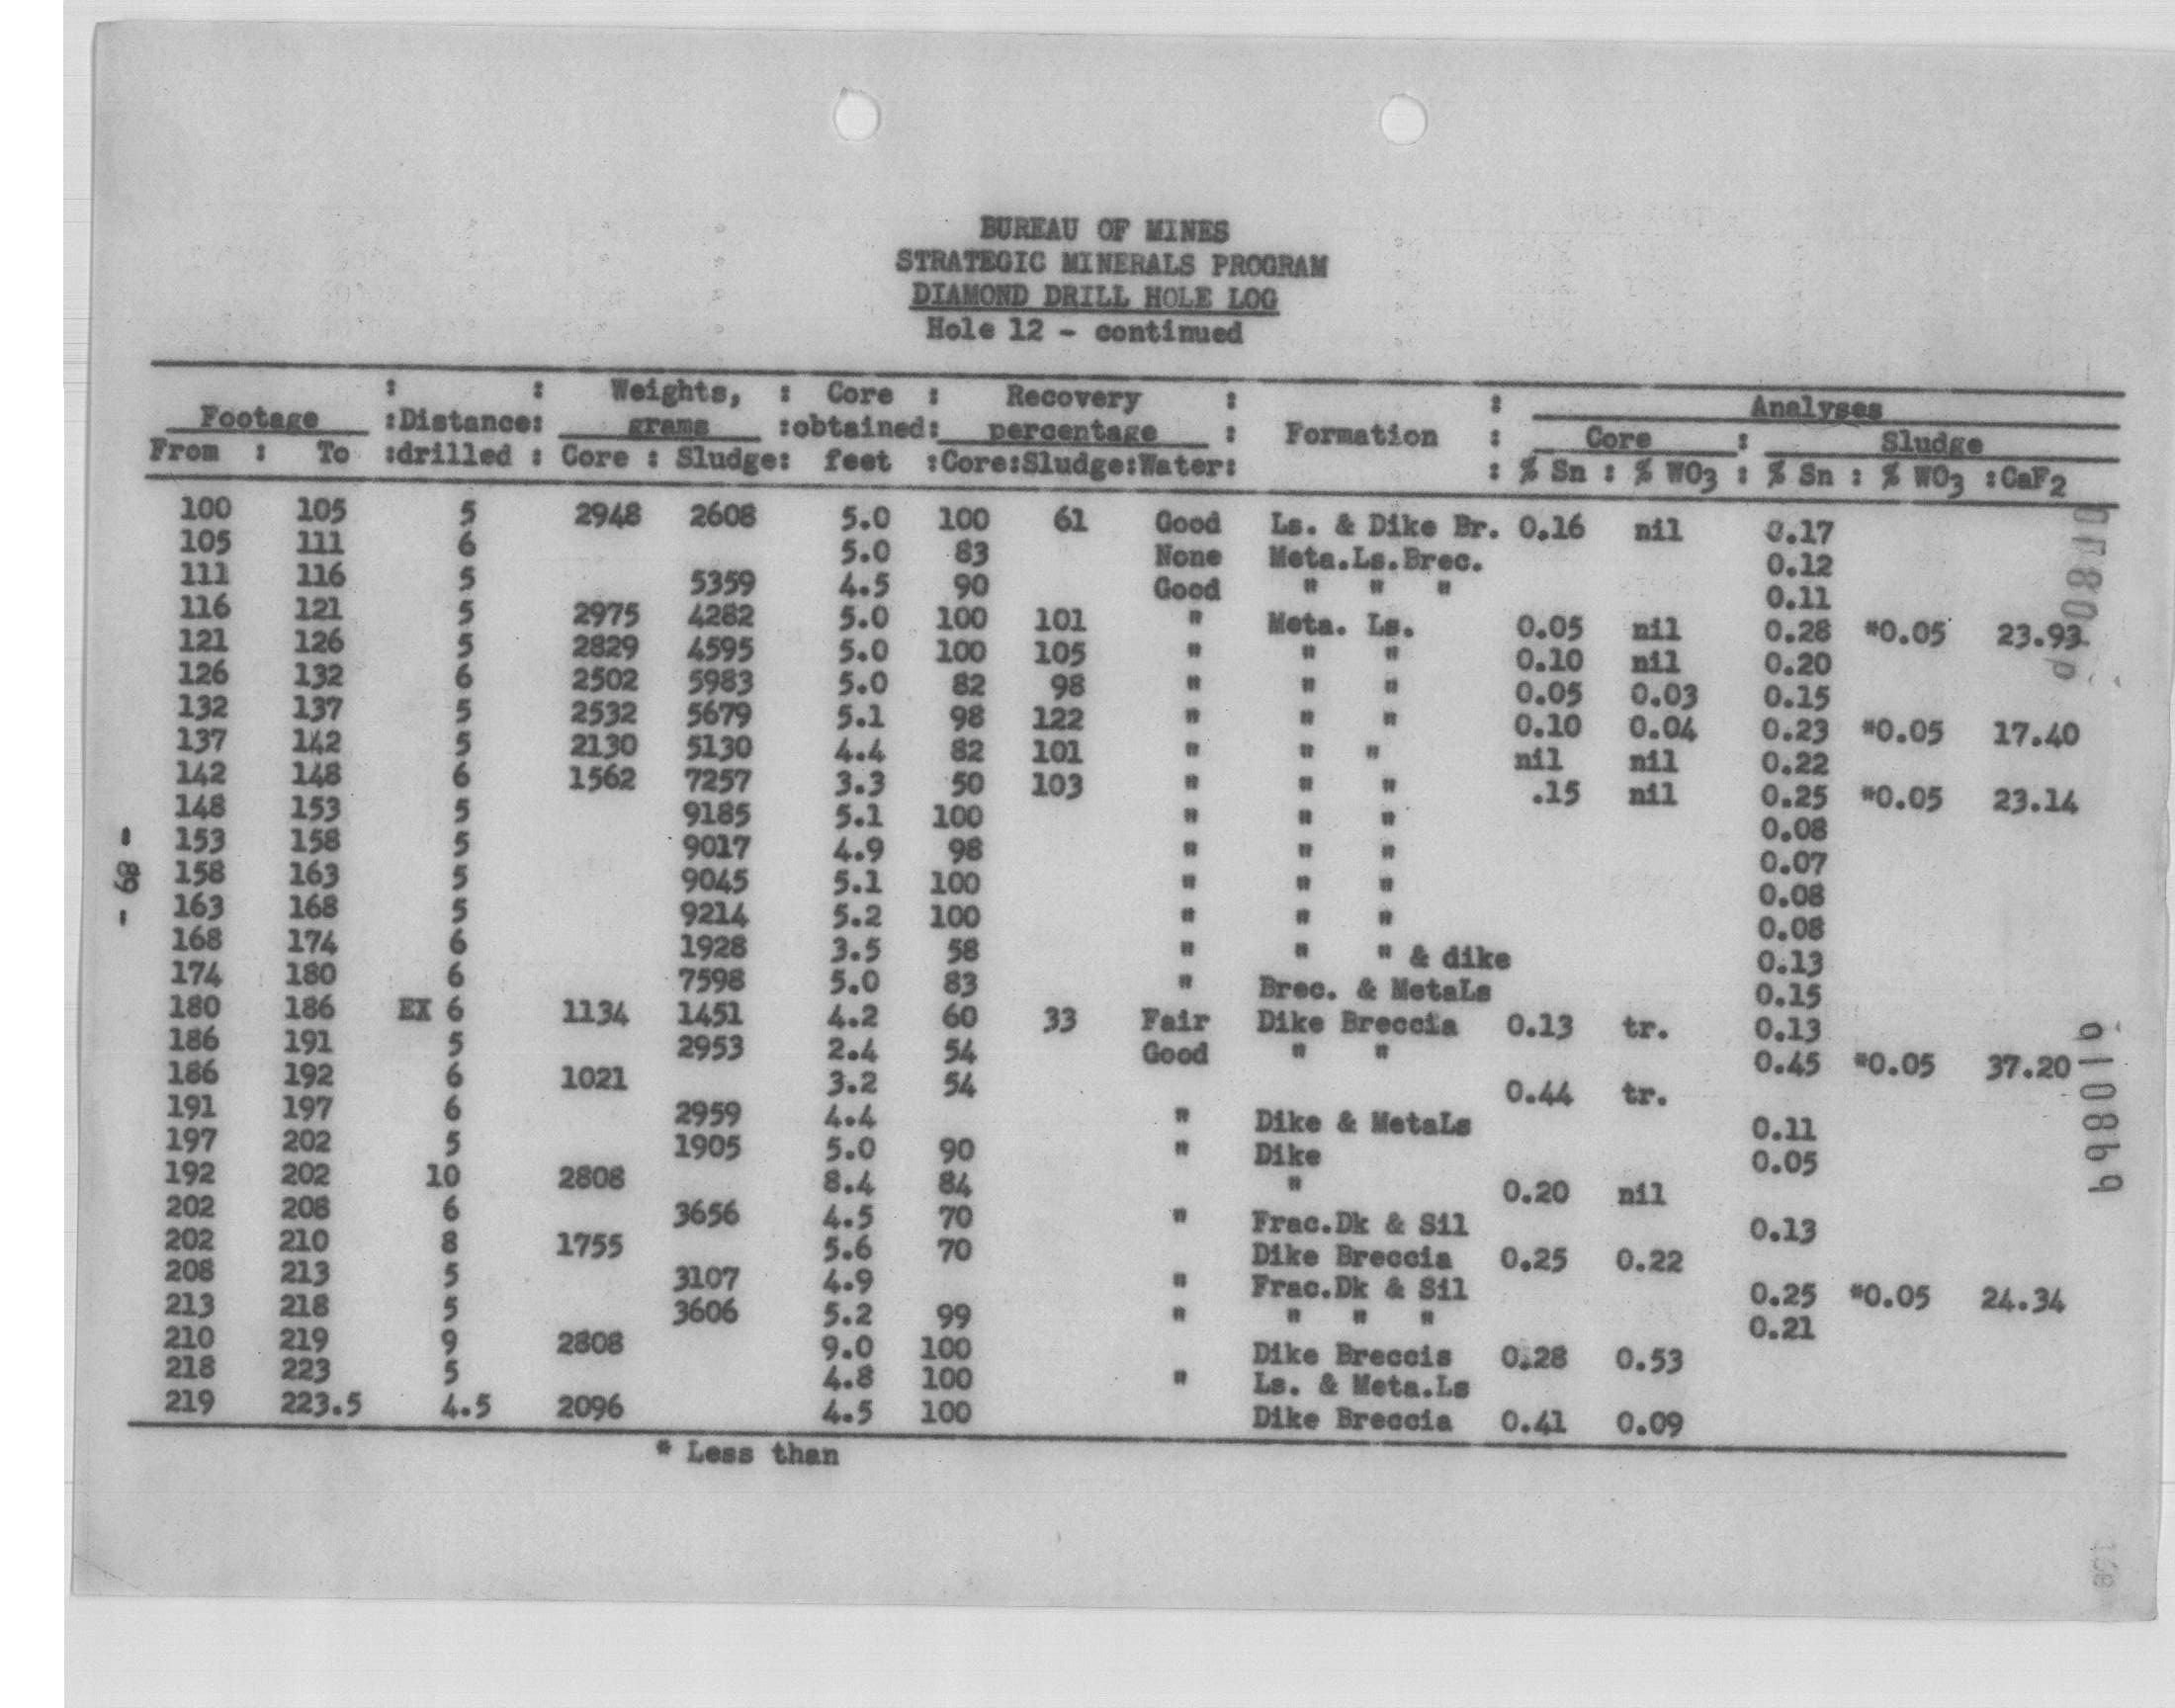 BUREAU OF MINES
STRATEGIC MINERALS PROGRAM
DIAMOND DRILL HOLE LOG
Hole 12 - continued
: : Weights, : Core : Recovery : : Analyses
Footage :Distance: grams :obtained: percentage : Formation : Core : Sludge
From : To :drilled : Core : Sludge: feet :Core:Sludge:Water: : % Sn : % WO3 : % Sn : % WO3 :CaF2
100 105 5 2948 2608 5.0 100 61 Good Ls. & Dike Br. 0.16 nil 0.17
105 111 6 5.0 83 None Meta.Ls.Brec. 0.12
111 116 5 5359 4.5 90 Good " " " 0.11
116 121 5 2975 4282 5.0 100 101 " Meta. Ls. 0.05 nil 0.28 *0.05 23.93
121 126 5 2829 4595 5.0 100 105 " " " 0.10 nil 0.20
126 132 6 2502 5983 5.0 82 98 " " " 0.05 0.03 0.15
132 137 5 2532 5679 5.1 98 122 " " " 0.10 0.04 0.23 *0.05 17.40
137 142 5 2130 5130 4.4 82 101 " " " nil nil 0.22
142 148 6 1562 7257 3.3 50 103 " " " .15 nil 0.25 *0.05 23.14
148 153 5 9185 5.1 100 " " " 0.08
153 158 5 9017 4.9 98 " " " 0.07
158 163 5 9045 5.1 100 " " " 0.08
163 168 5 9214 5.2 100 " " " 0.08
168 174 6 1928 3.5 58 " " " & dike 0.13
174 180 6 7598 5.0 83 " Brec. & MetaLs 0.15
180 186 EX 6 1134 1451 4.2 60 33 Fair Dike Breccia 0.13 tr. 0.13
186 191 5 2953 2.4 54 Good " " 0.45 *0.05 37.20
186 192 6 1021 3.2 54 0.44 tr.
191 197 6 2959 4.4 " Dike & MetaLs 0.11
197 202 5 1905 5.0 90 " Dike 0.05
192 202 10 2808 8.4 84 " 0.20 nil
202 208 6 3656 4.5 70 " Frac.Dk & Sil 0.13
202 210 8 1755 5.6 70 Dike Breccia 0.25 0.22
208 213 5 3107 4.9 " Frac.Dk & Sil 0.25 *0.05 24.34
213 218 5 3606 5.2 99 " " " " 0.21
210 219 9 2808 9.0 100 Dike Breccis 0.28 0.53
218 223 5 4.8 100 " Ls. & Meta.Ls
219 223.5 4.5 2096 4.5 100 Dike Breccia 0.41 0.09
* Less than